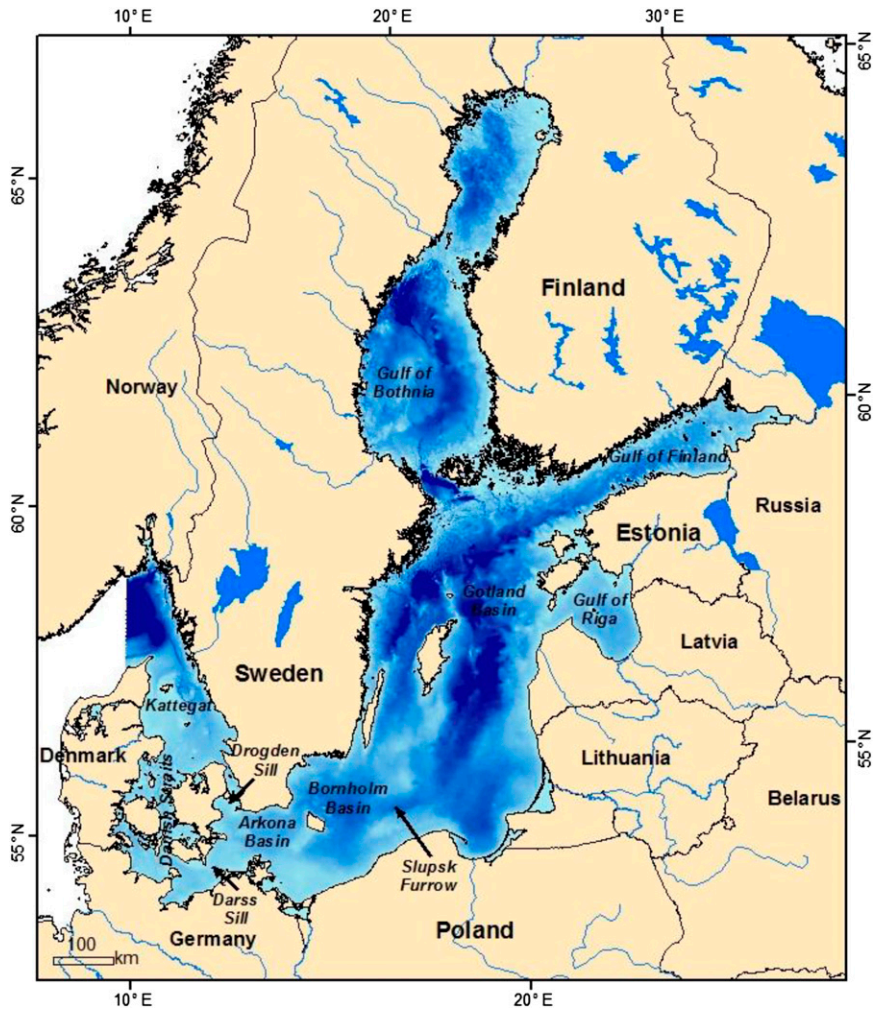 10°E
20°E
30°E
65°N
65°N
Finland
Norway
Gulf of
Bothnia
60°N
Gulf of Finland
60°N
Russia
Estonia
Gotland
Basin
Gulf of
Riga
Latvia
Sweden
Kattegat
Denmark
Drogden
Sill
Danish Straits
Lithuania
55°N
Bornholm
Basin
Belarus
Arkona
Basin
55°N
Slupsk
Furrow
Darss
Sill
Germany
Poland
100
km
10°E
20°E